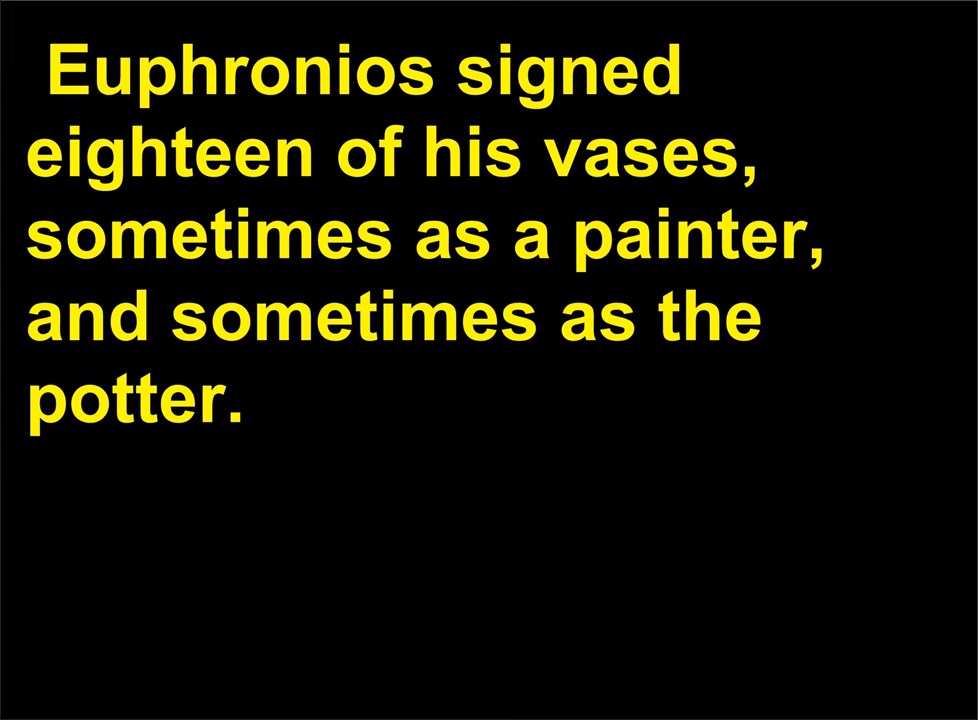 Euphronios signed
eighteen of his vases,
sometimes as a painter,
and sometimes as the
potter.